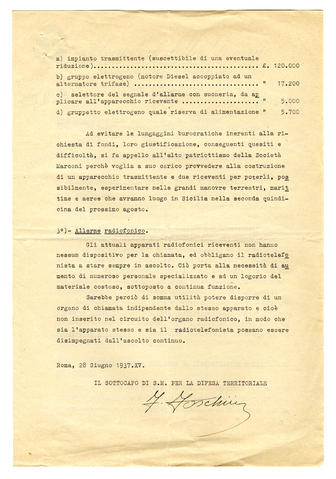 a) impianto trasmittente (suscettibile di una eventuale
riduzione)........................................ £. 120.000
b) gruppo elettrogeno (motore Diesel accoppiato ad un
alternatore trifase)............................ " 17.200
c) selettore del segnale d'allarme con suoneria, da ap
plicare all'apparecchio ricevente............... " 5.000
d) gruppetto elettrogeno quale riserva di alimentazione " 5.700
Ad evitare le lungaggini burocratiche inerenti alla ri-
chiesta di fondi, loro giustificazione, conseguenti quesiti e
difficoltà, si fa appello all'alto patriottismo della Società
Marconi perchè voglia a suo carico provvedere alla costruzione
di un apparecchio trasmittente e due riceventi per poterli, pos
sibilmente, esperimentare nelle grandi manovre terrestri, marit
time e aeree che avranno luogo in Sicilia nella seconda quindi-
cina del prossimo agosto.
3°)- Allarme radiofonico.
Gli attuali apparati radiofonici riceventi non hanno
nessum dispositivo per la chiamata, ed obbligano il radiotelefo
nista a stare sempre in ascolto. Ciò porta alla necessità di au
mento di numeroso personale specializzato e ad un logorio del
materiale costoso, sottoposto a continua funzione.
Sarebbe perciò di somma utilità potere disporre di un
organo di chiamata indipendente dallo stesso apparato e cioè
non inserito nel circuito dell'organo radiofonico, in modo che
sia l'apparato stesso e sia il radiotelefonista possano essere
disimpegnati dall'ascolto continuo.
Roma, 28 Giugno 1937.XV.
IL SOTTOCAPO DI S.M. PER LA DIFESA TERRITORIALE